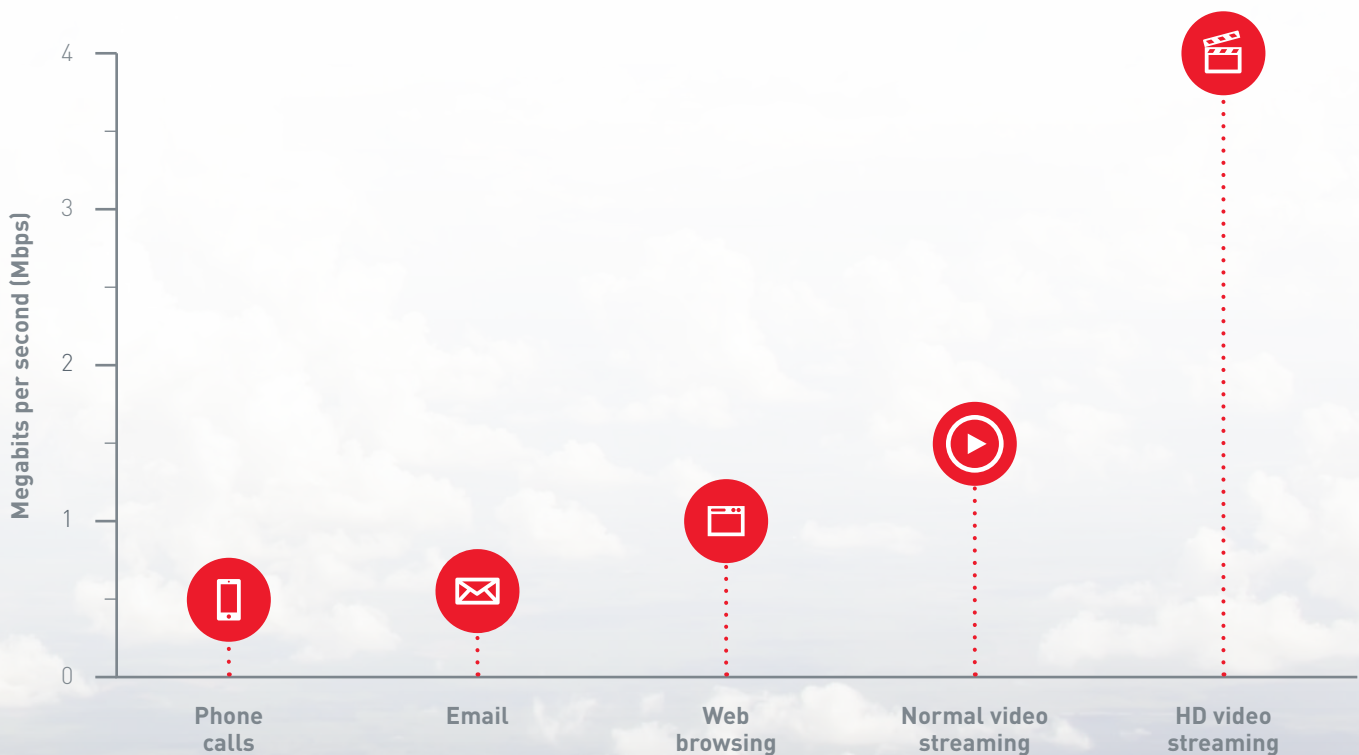 Megabits per second (Mbps)
4
3
2
1
0
Phone
calls
Email
Web
browsing
Normal video
streaming
HD video
streaming